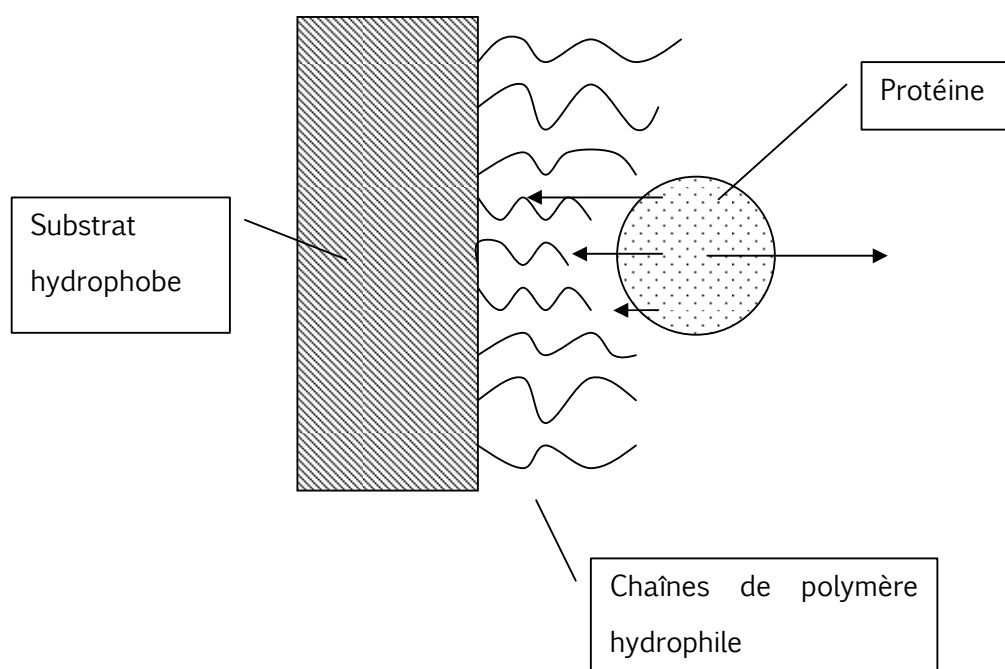 Protéine
Substrat
hydrophobe
Chaînes de polymère
hydrophile